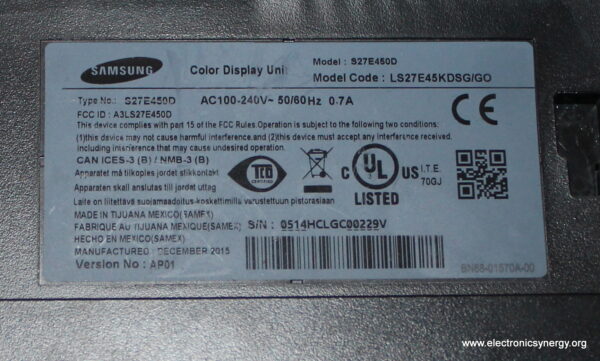 SAMSUNG
Color Display Unit
Model : S27E450D
Model Code : LS27E45KDSG/GO
Type No.: S27E450D
AC100-240V~ 50/60Hz 0.7A
FCC ID : A3LS27E450D
This device complies with part 15 of the FCC Rules Operation is subject to the following two conditions:
(1)this device may not cause harmful interference.and (2)this device must accept any interference received,
including interference that may cause undesired operation.
CAN ICES-3 (B) / NMB-3 (B)
Apparatet må tilkoples jordet stikkontakt
Apparaten skall anslutas till jordat uttag
Laite on liitettävä suojamaadoitus-koskettimilla varustettuun pistorasiaan
TCO
CERTIFIED
C UL US
LISTED
I.T.E.
70GJ
CE
MADE IN TIJUANA MEXICO(SAMEX)
FABRIQUE AU TIJUANA MEXIQUE(SAMEX)
HECHO EN MEXICO(SAMEX)
MANUFACTURED : DECEMBER 2015
Version No : AP01
S/N : 0514HCLGC00229V
BN68-01570A-00
www.electronicsynergy.org